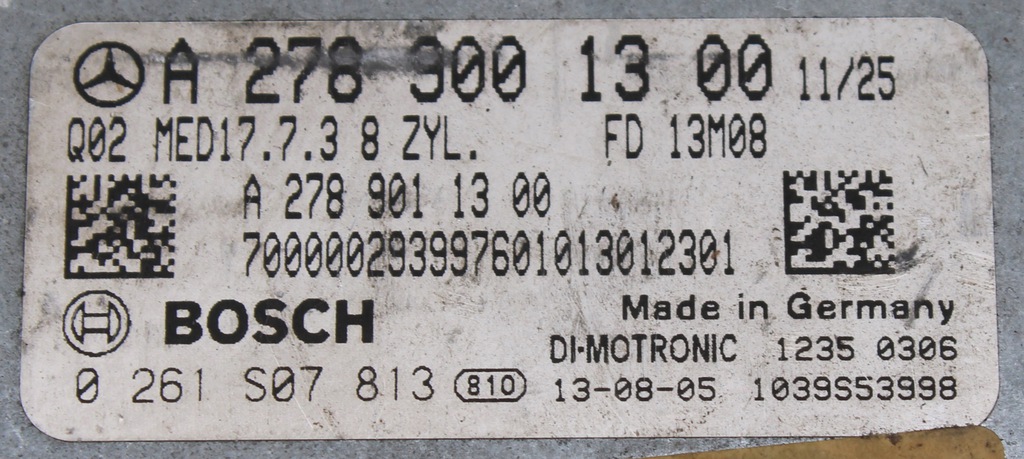 A 278 900 13 00 11/25
Q02 MED17.7.3 8 ZYL. FD 13M08
A 278 901 13 00
700000293997601013012301
BOSCH Made in Germany
DI-MOTRONIC 1235 0306
0 261 S07 813 810 13-08-05 1039S53998